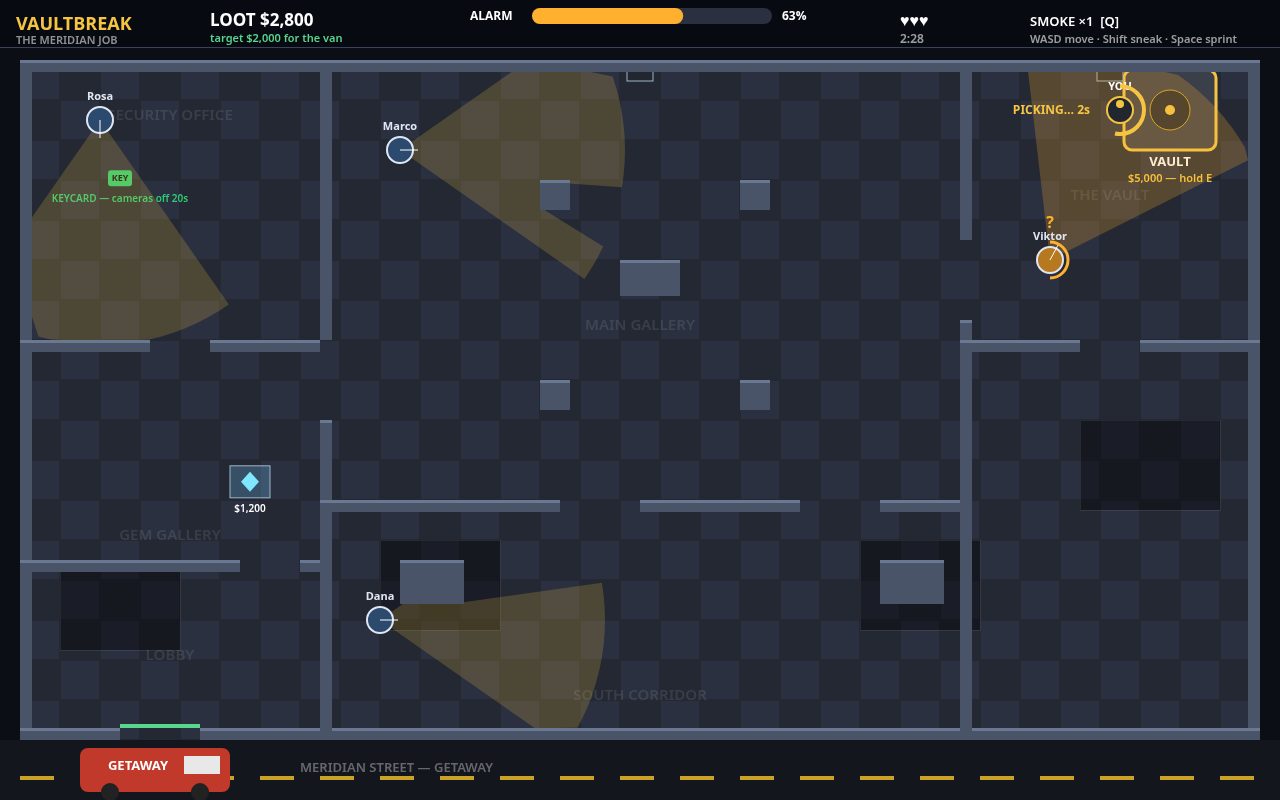 VAULTBREAK
THE MERIDIAN JOB
LOOT $2,800
target $2,000 for the van
ALARM
63%
♥♥♥
2:28
SMOKE ×1 [Q]
WASD move · Shift sneak · Space sprint
Rosa
SECURITY OFFICE
KEY
KEYCARD — cameras off 20s
Marco
MAIN GALLERY
YOU
PICKING... 2s
VAULT
$5,000 — hold E
THE VAULT
?
Viktor
$1,200
GEM GALLERY
LOBBY
Dana
SOUTH CORRIDOR
GETAWAY
MERIDIAN STREET — GETAWAY